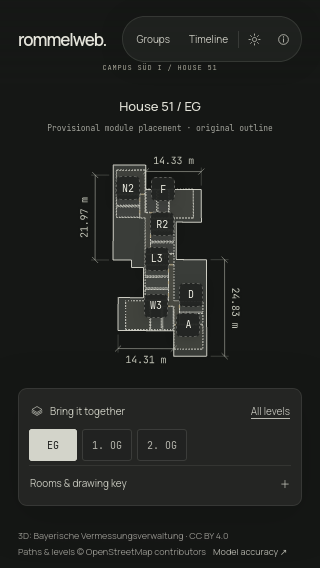 rommelweb.
Groups Timeline
CAMPUS SÜD I / HOUSE 51
House 51 / EG
Provisional module placement · original outline
14.33 m
N2 F
21.97 m
R2
L3
W3
D
24.83 m
A
14.31 m
Bring it together All levels
EG 1. OG 2. OG
Rooms & drawing key +
3D: Bayerische Vermessungsverwaltung · CC BY 4.0
Paths & levels © OpenStreetMap contributors Model accuracy ↗